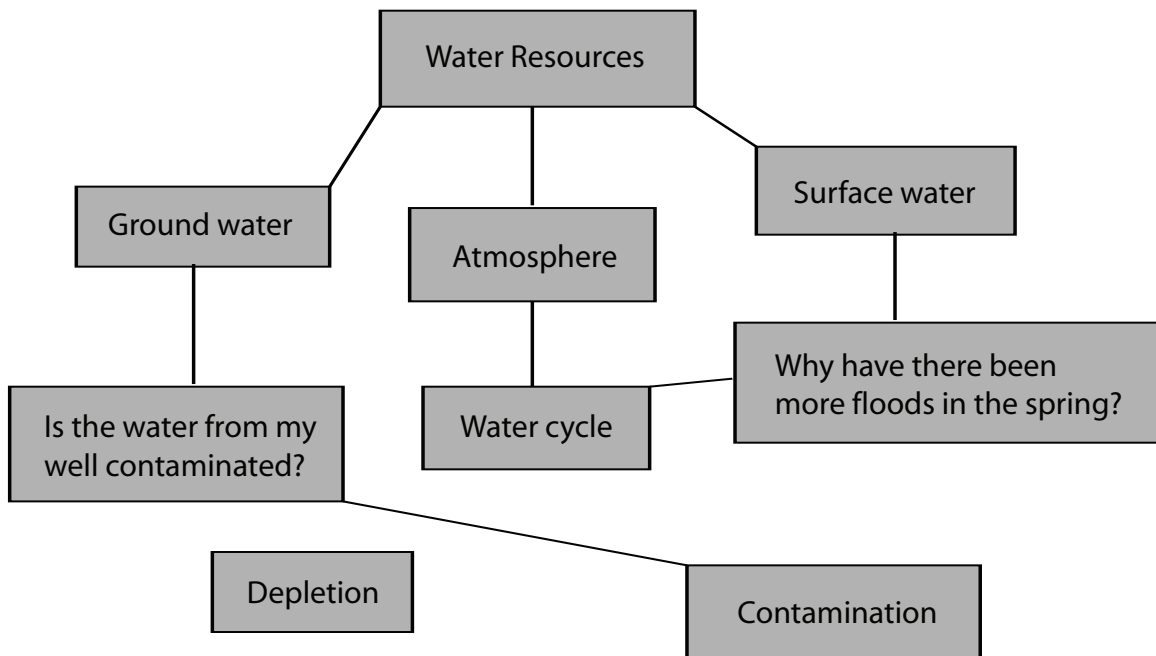 Water Resources
Ground water
Atmosphere
Surface water
Is the water from my
well contaminated?
Water cycle
Why have there been
more floods in the spring?
Depletion
Contamination